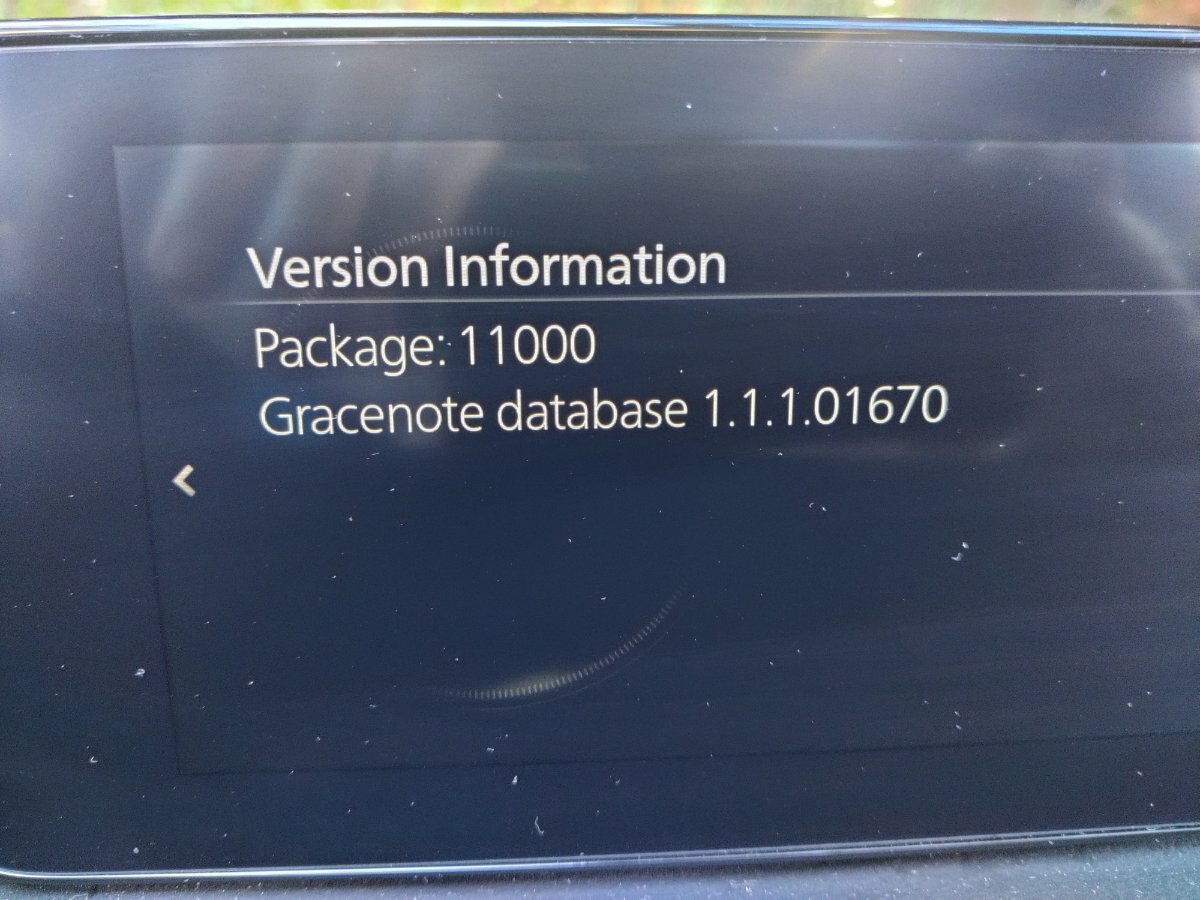 Version Information
Package: 11000
Gracenote database 1.1.1.01670